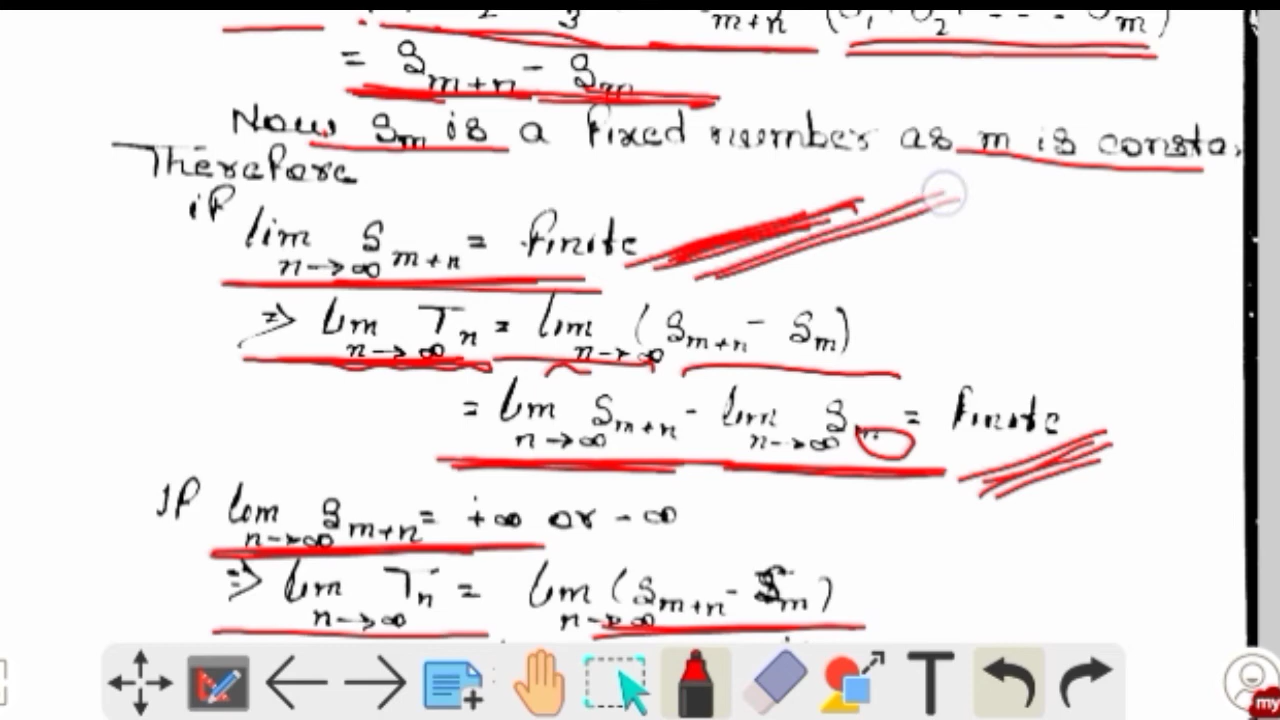 = S_{m+n} - S_m
Now S_m is a fixed number as m is consta.
Therefore
if
lim_{n→∞} S_{m+n} = finite
⇒ lim_{n→∞} T_n = lim_{n→∞} (S_{m+n} - S_m)
= lim_{n→∞} S_{m+n} - lim_{n→∞} S_m = finite
If lim_{n→∞} S_{m+n} = +∞ or -∞
⇒ lim_{n→∞} T_n = lim_{n→∞} (S_{m+n} - S_m)
T
my